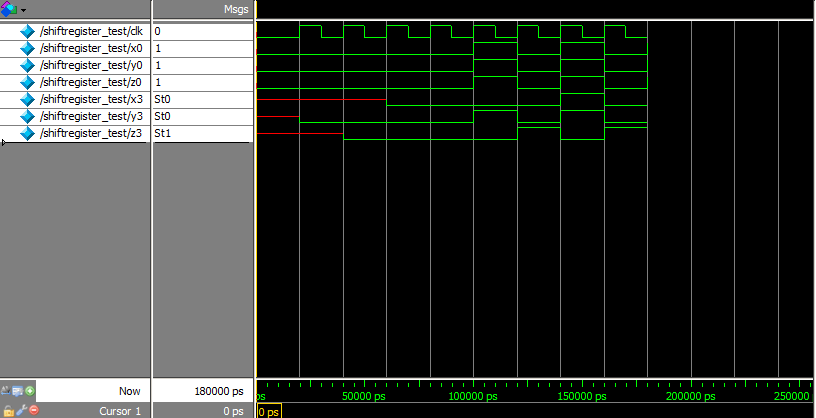 Msgs
/shiftregister_test/clk 0
/shiftregister_test/x0 1
/shiftregister_test/y0 1
/shiftregister_test/z0 1
/shiftregister_test/x3 St0
/shiftregister_test/y3 St0
/shiftregister_test/z3 St1
Now 180000 ps ps 50000 ps 100000 ps 150000 ps 200000 ps 250000
Cursor 1 0 ps 0 ps